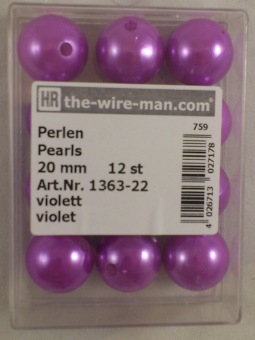 HR the-wire-man.com®
759
Perlen
Pearls
20 mm 12 st
Art.Nr. 1363-22
violett
violet
4 026713 027178